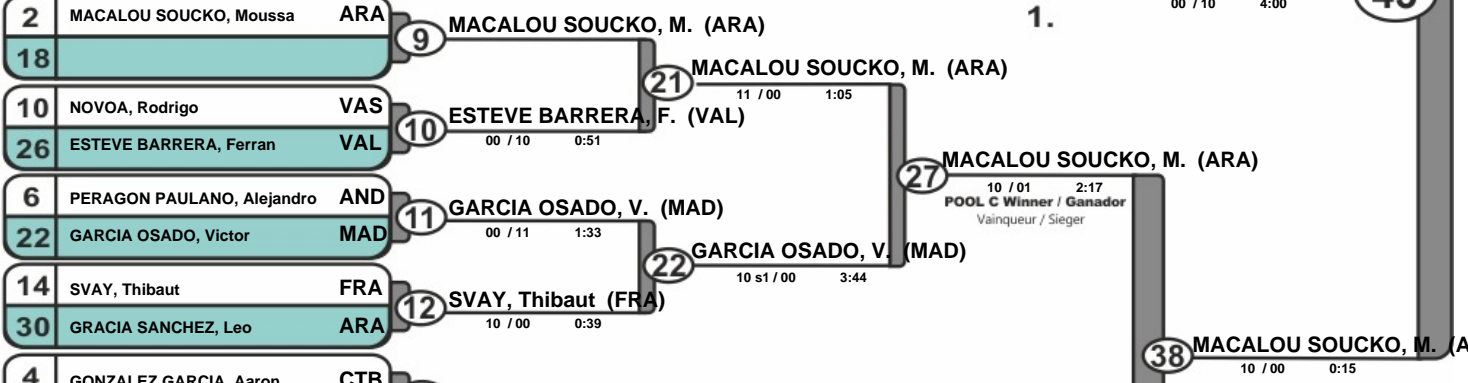 2 MACALOU SOUCKO, Moussa ARA
18
9 MACALOU SOUCKO, M. (ARA)
10 NOVOA, Rodrigo VAS
26 ESTEVE BARRERA, Ferran VAL
10 ESTEVE BARRERA, F. (VAL)
00 / 10 0:51
21 MACALOU SOUCKO, M. (ARA)
11 / 00 1:05
6 PERAGON PAULANO, Alejandro AND
22 GARCIA OSADO, Victor MAD
11 GARCIA OSADO, V. (MAD)
00 / 11 1:33
14 SVAY, Thibaut FRA
30 GRACIA SANCHEZ, Leo ARA
12 SVAY, Thibaut (FRA)
10 / 00 0:39
22 GARCIA OSADO, V. (MAD)
10 s1 / 00 3:44
27 MACALOU SOUCKO, M. (ARA)
10 / 01 2:17
POOL C Winner / Ganador
Vainqueur / Sieger
1.
00 / 10 4:00
38 MACALOU SOUCKO, M. (A
10 / 00 0:15
4 GONZALEZ GARCIA, Aaron CTB